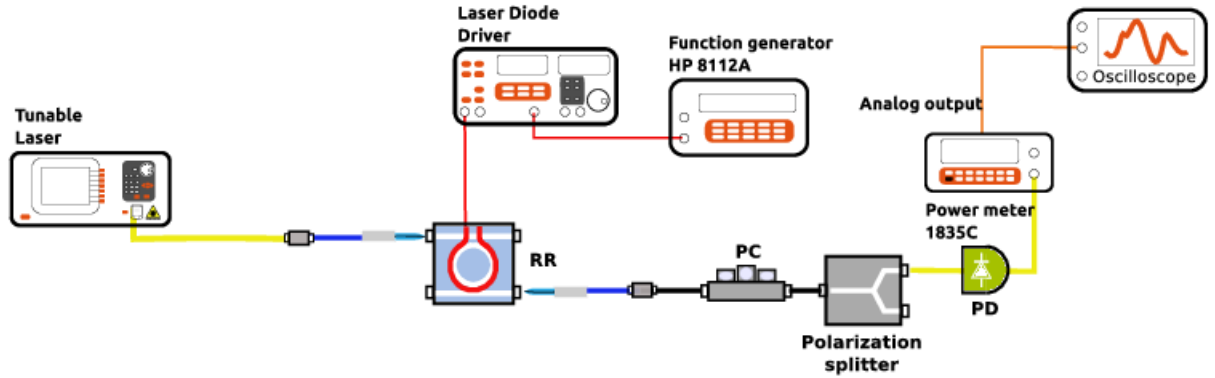 Laser Diode
Driver
Function generator
HP 8112A
Oscilloscope
Analog output
Tunable
Laser
Power meter
1835C
RR
PC
PD
Polarization
splitter